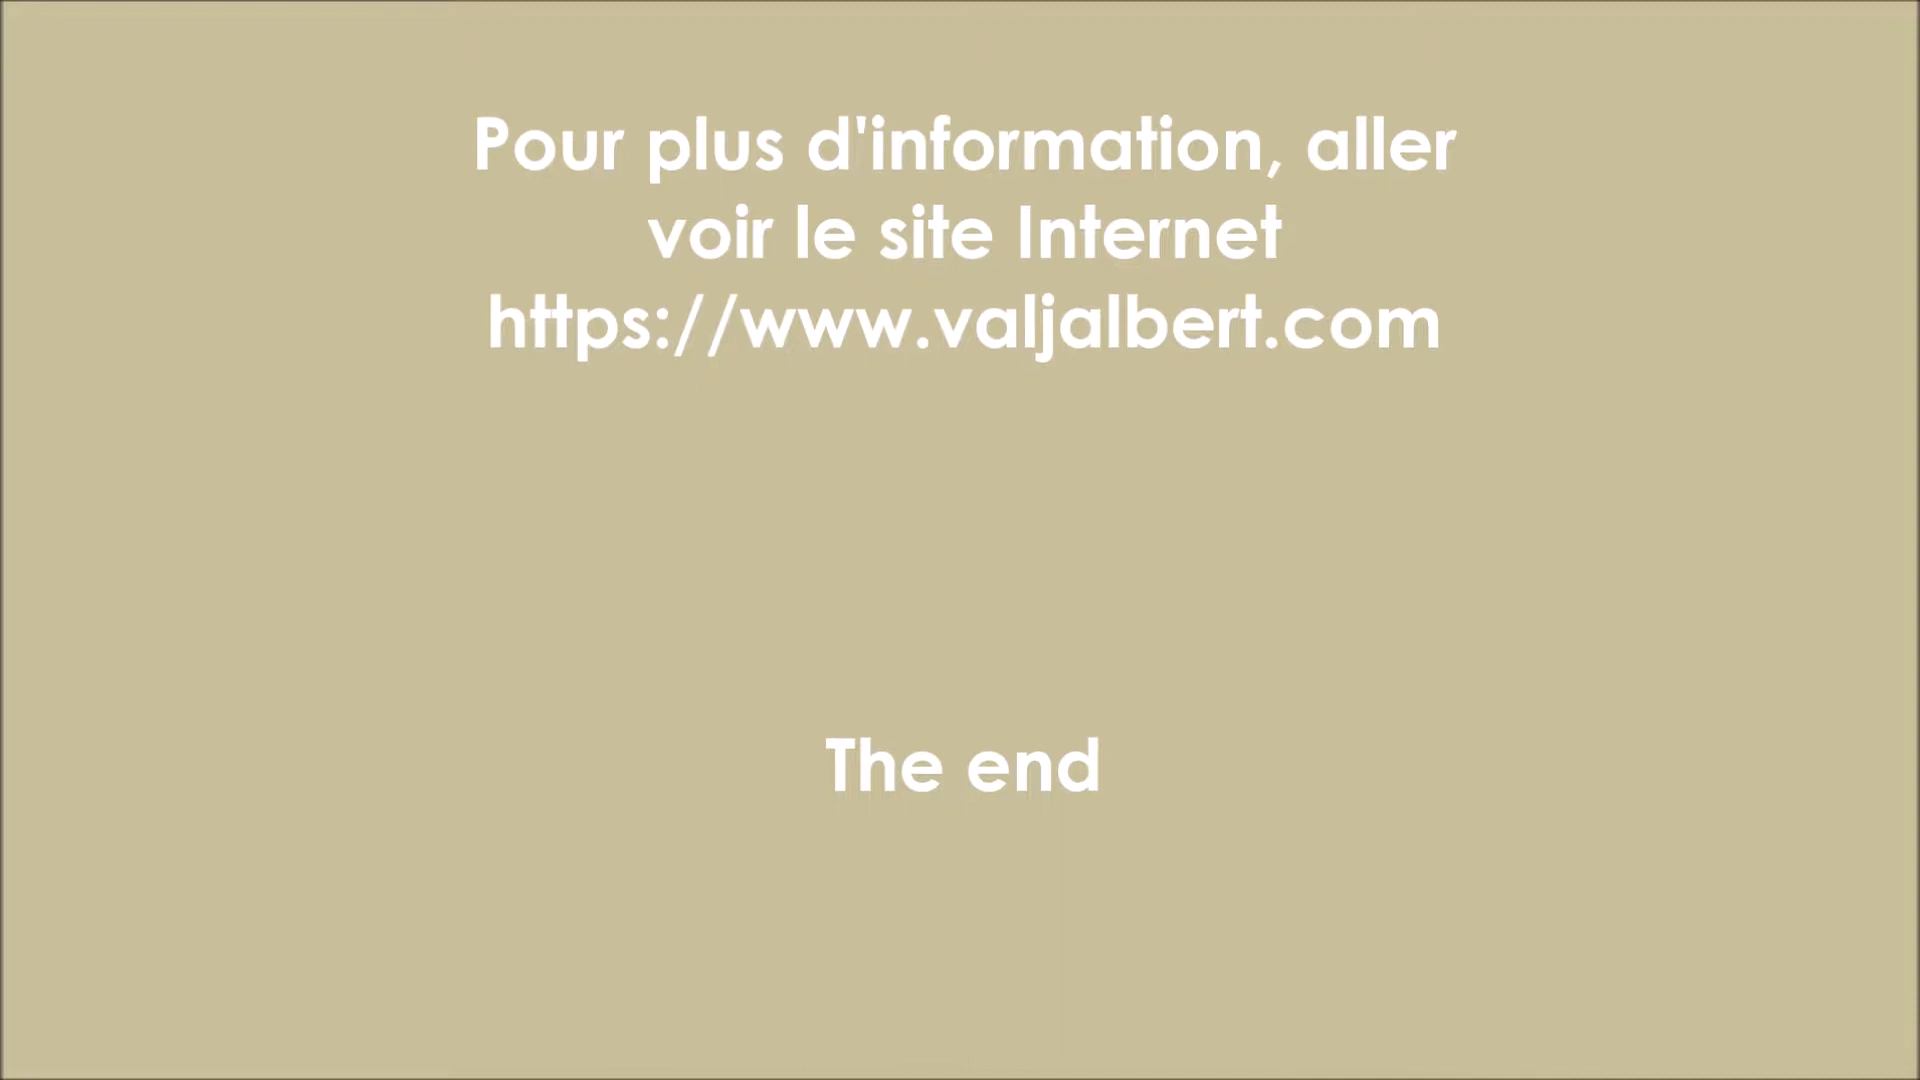 Pour plus d'information, aller
voir le site Internet
https://www.valjalbert.com
The end